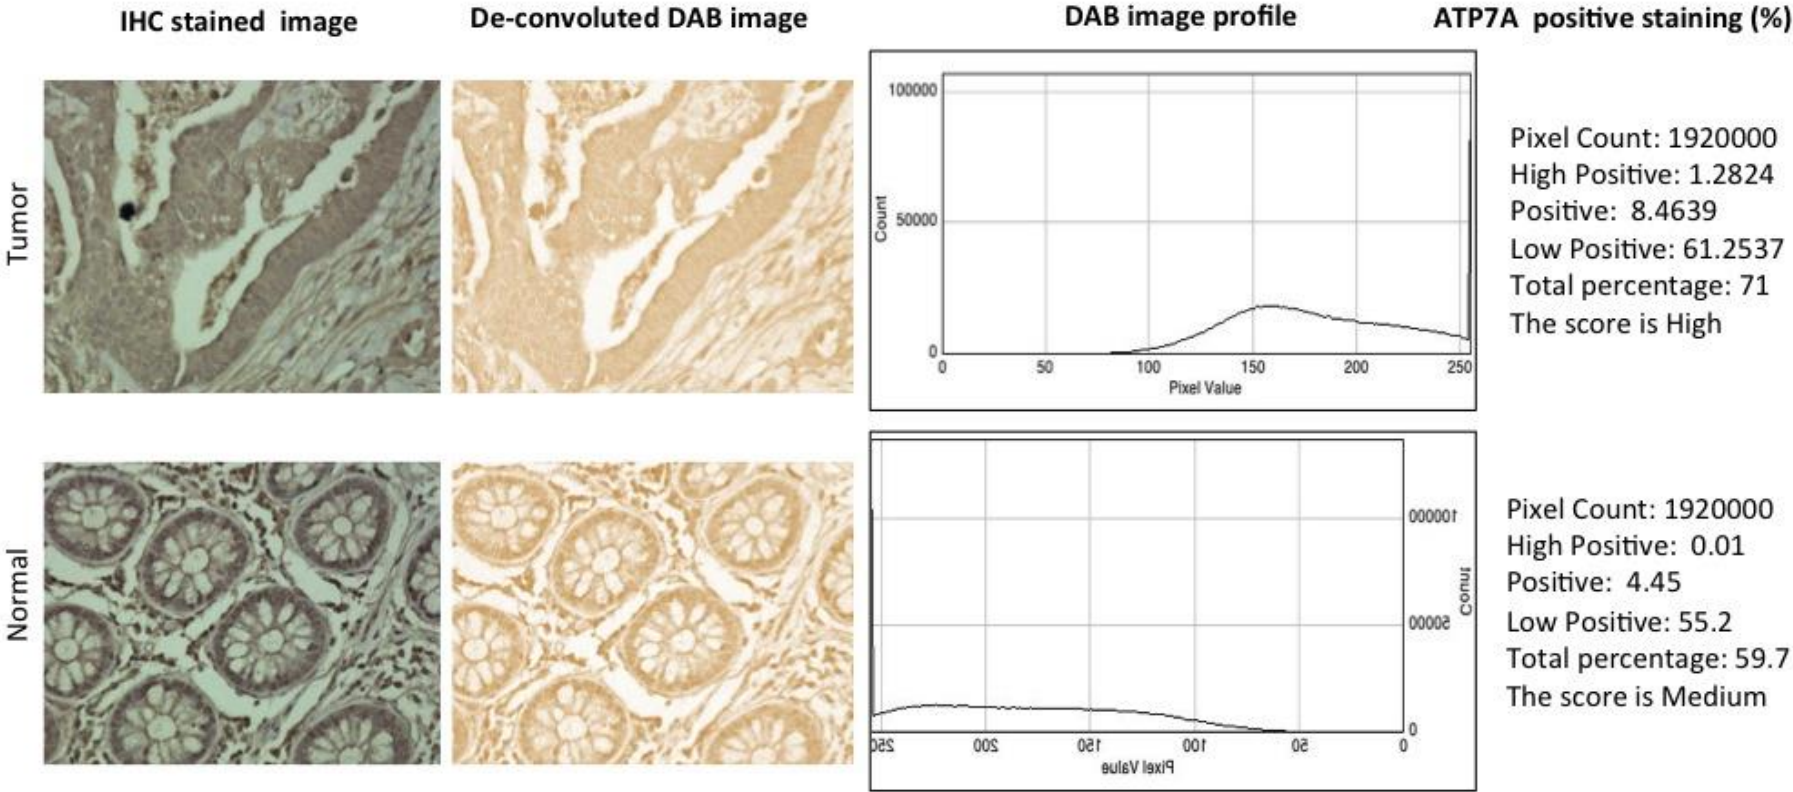 IHC stained image
De-convoluted DAB image
DAB image profile
ATP7A positive staining (%)
Tumor
100000
50000
0
Count
0 50 100 150 200 250
Pixel Value
Pixel Count: 1920000
High Positive: 1.2824
Positive: 8.4639
Low Positive: 61.2537
Total percentage: 71
The score is High
Normal
100000
50000
0
Count
250 200 150 100 50 0
Pixel Value
Pixel Count: 1920000
High Positive: 0.01
Positive: 4.45
Low Positive: 55.2
Total percentage: 59.7
The score is Medium